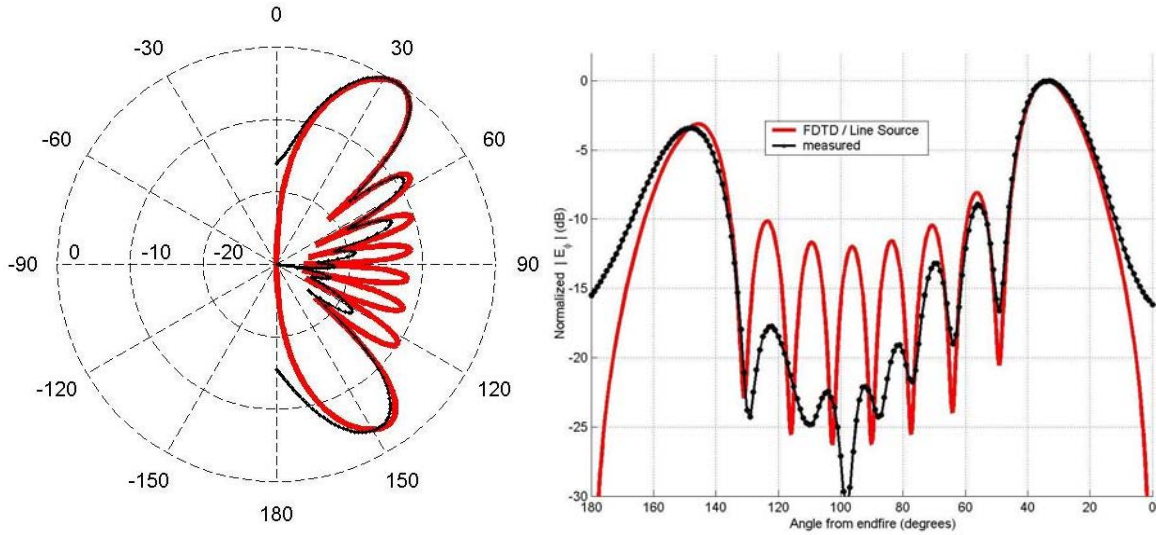 0
-30 30
-60 60
0 -10 -20
-90 90
-120 120
-150 150
180
0
-5
-10
-15
-20
-25
-30
Normalized | E ϕ | (dB)
FDTD / Line Source
measured
180 160 140 120 100 80 60 40 20 0
Angle from endfire (degrees)